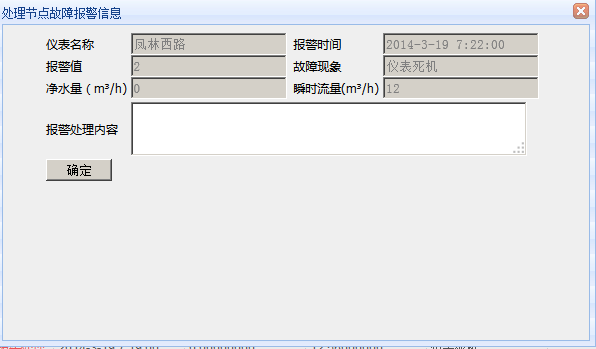 处理节点故障报警信息
仪表名称 凤林西路 报警时间 2014-3-19 7:22:00
报警值 2 故障现象 仪表死机
净水量（m³/h） 0 瞬时流量(m³/h) 12
报警处理内容
确定